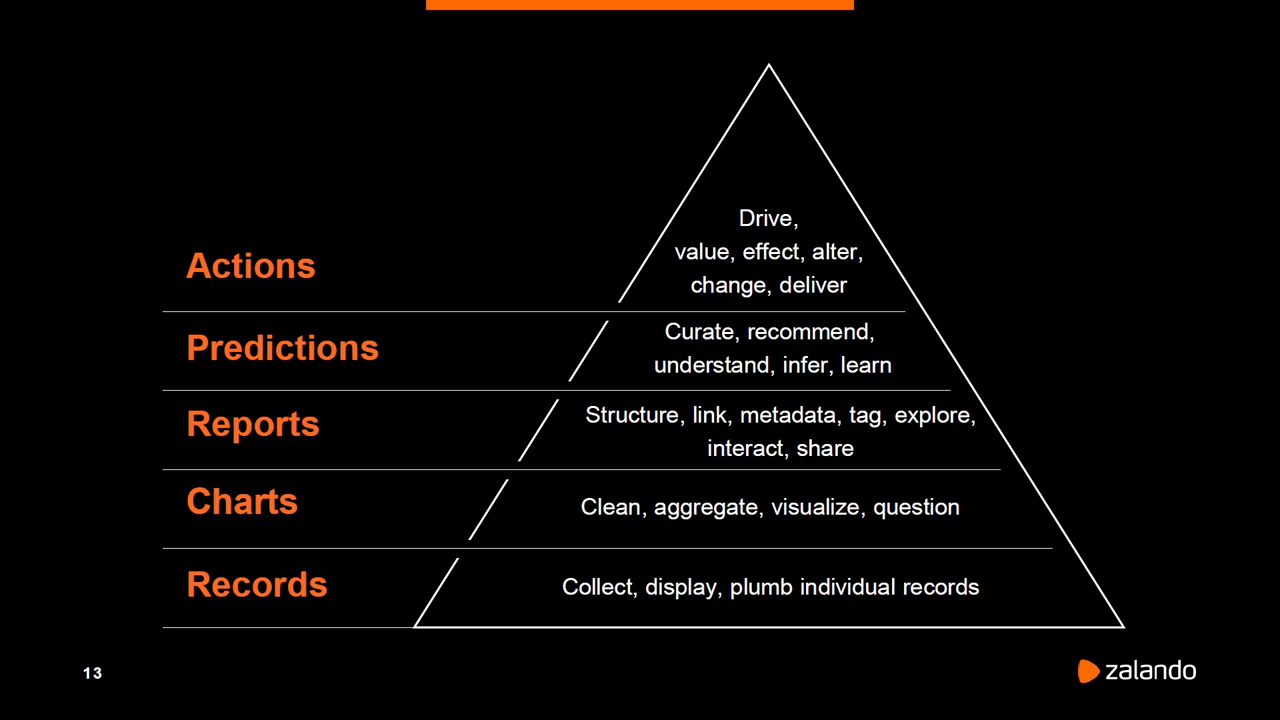 Actions
Drive,
value, effect, alter,
change, deliver
Predictions
Curate, recommend,
understand, infer, learn
Reports
Structure, link, metadata, tag, explore,
interact, share
Charts
Clean, aggregate, visualize, question
Records
Collect, display, plumb individual records
13
zalando